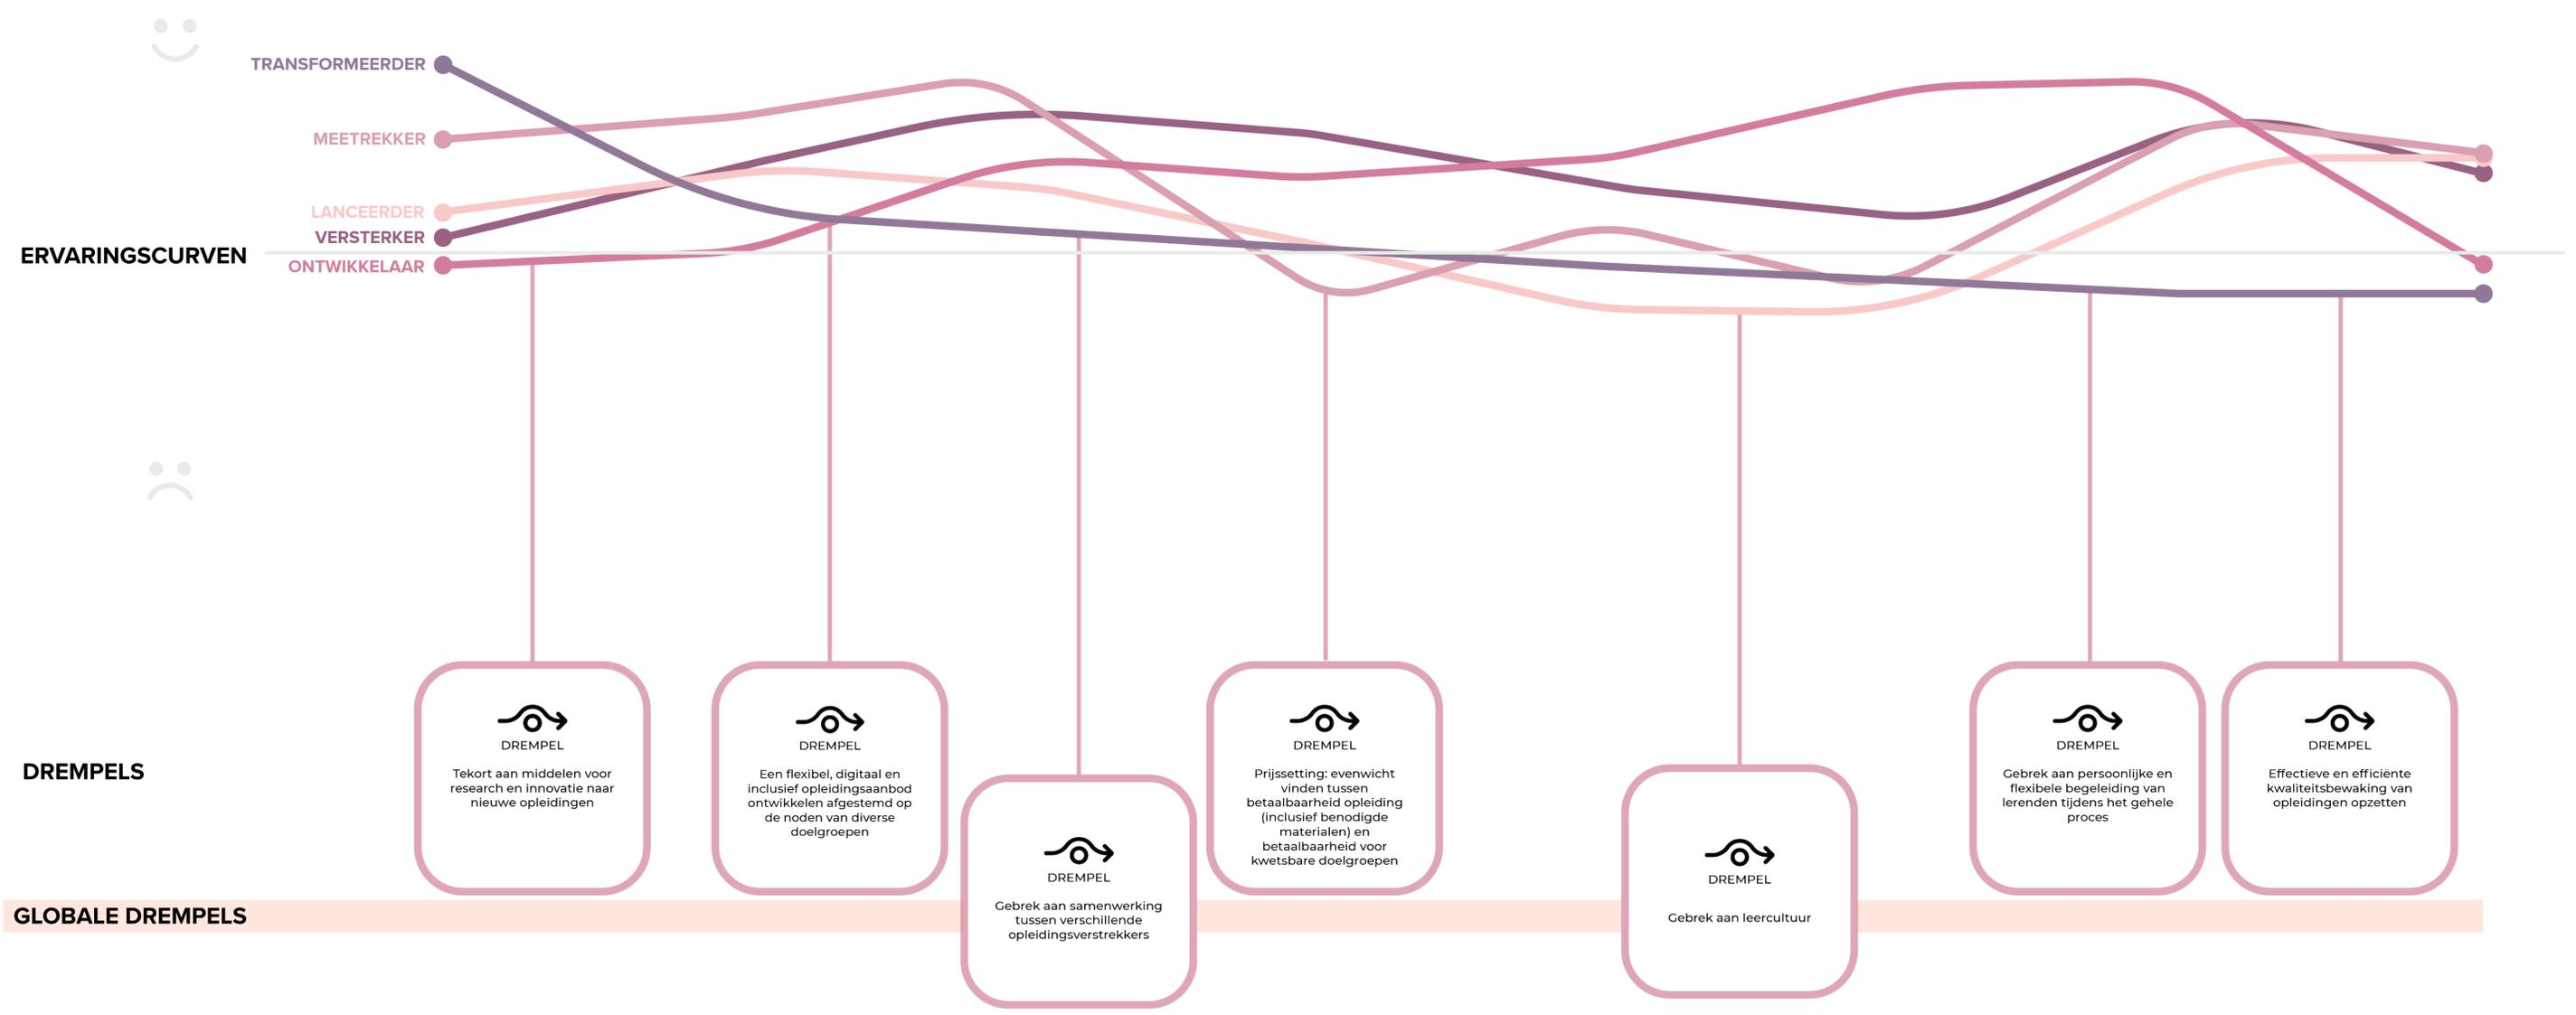 TRANSFORMEERDER
MEETREKKER
LANCEERDER
VERSTERKER
ERVARINGSCURVEN
ONTWIKKELAAR
DREMPELS
DREMPEL
Tekort aan middelen voor
research en innovatie naar
nieuwe opleidingen
DREMPEL
Een flexibel, digitaal en
inclusief opleidingsaanbod
ontwikkelen afgestemd op
de noden van diverse
doelgroepen
DREMPEL
Gebrek aan samenwerking
tussen verschillende
opleidingsverstrekkers
DREMPEL
Prijssetting: evenwicht
vinden tussen
betaalbaarheid opleiding
(inclusief benodigde
materialen) en
betaalbaarheid voor
kwetsbare doelgroepen
DREMPEL
Gebrek aan leercultuur
DREMPEL
Gebrek aan persoonlijke en
flexibele begeleiding van
lerenden tijdens het gehele
proces
DREMPEL
Effectieve en efficiënte
kwaliteitsbewaking van
opleidingen opzetten
GLOBALE DREMPELS